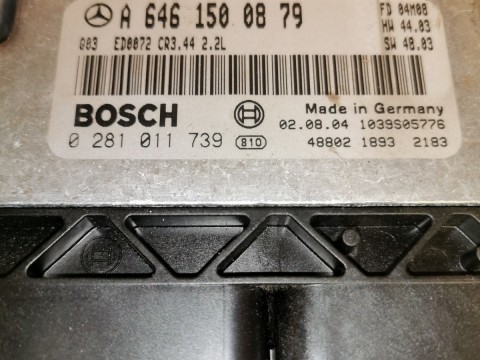 A 646 150 08 79
FD 04M08
HW 44.03
SW 48.03
G03 ED0072 CR3.44 2.2L
BOSCH
0 281 011 739
810
Made in Germany
02.08.04 1039S05776
48802 1893 2183